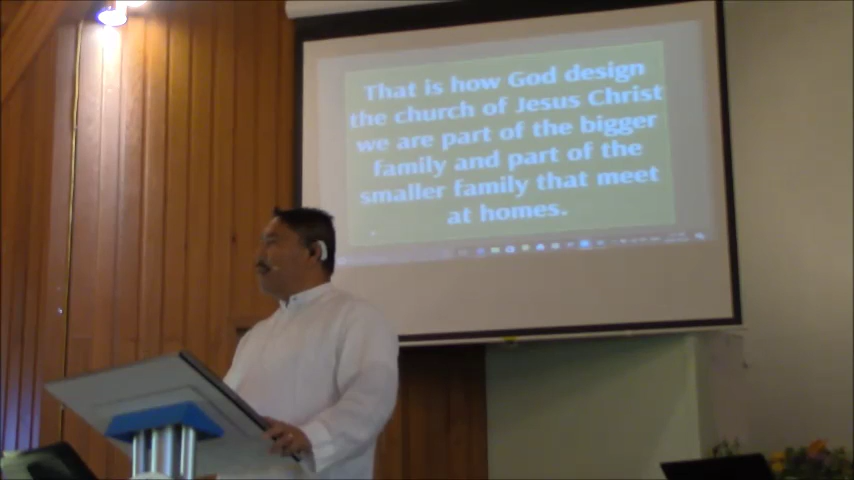 That is how God design
the church of Jesus Christ
we are part of the bigger
family and part of the
smaller family that meet
at homes.